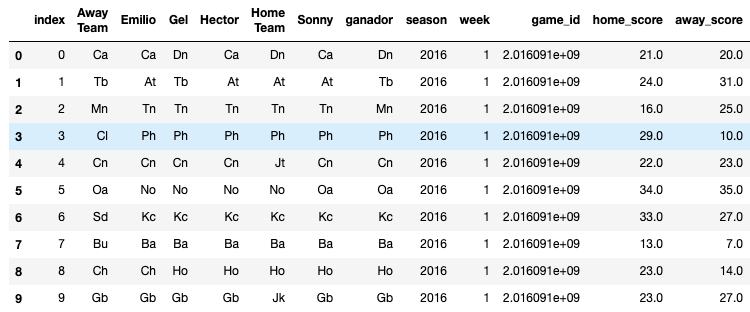 index Away Team Emilio Gel Hector Home Team Sonny ganador season week game_id home_score away_score
0 0 Ca Ca Dn Ca Dn Ca Dn 2016 1 2.016091e+09 21.0 20.0
1 1 Tb At Tb At At At Tb 2016 1 2.016091e+09 24.0 31.0
2 2 Mn Tn Tn Tn Tn Tn Mn 2016 1 2.016091e+09 16.0 25.0
3 3 Cl Ph Ph Ph Ph Ph Ph 2016 1 2.016091e+09 29.0 10.0
4 4 Cn Cn Cn Cn Jt Cn Cn 2016 1 2.016091e+09 22.0 23.0
5 5 Oa No No No No Oa Oa 2016 1 2.016091e+09 34.0 35.0
6 6 Sd Kc Kc Kc Kc Kc Kc 2016 1 2.016091e+09 33.0 27.0
7 7 Bu Ba Ba Ba Ba Ba Ba 2016 1 2.016091e+09 13.0 7.0
8 8 Ch Ch Ho Ho Ho Ho Ho 2016 1 2.016091e+09 23.0 14.0
9 9 Gb Gb Gb Gb Jk Gb Gb 2016 1 2.016091e+09 23.0 27.0